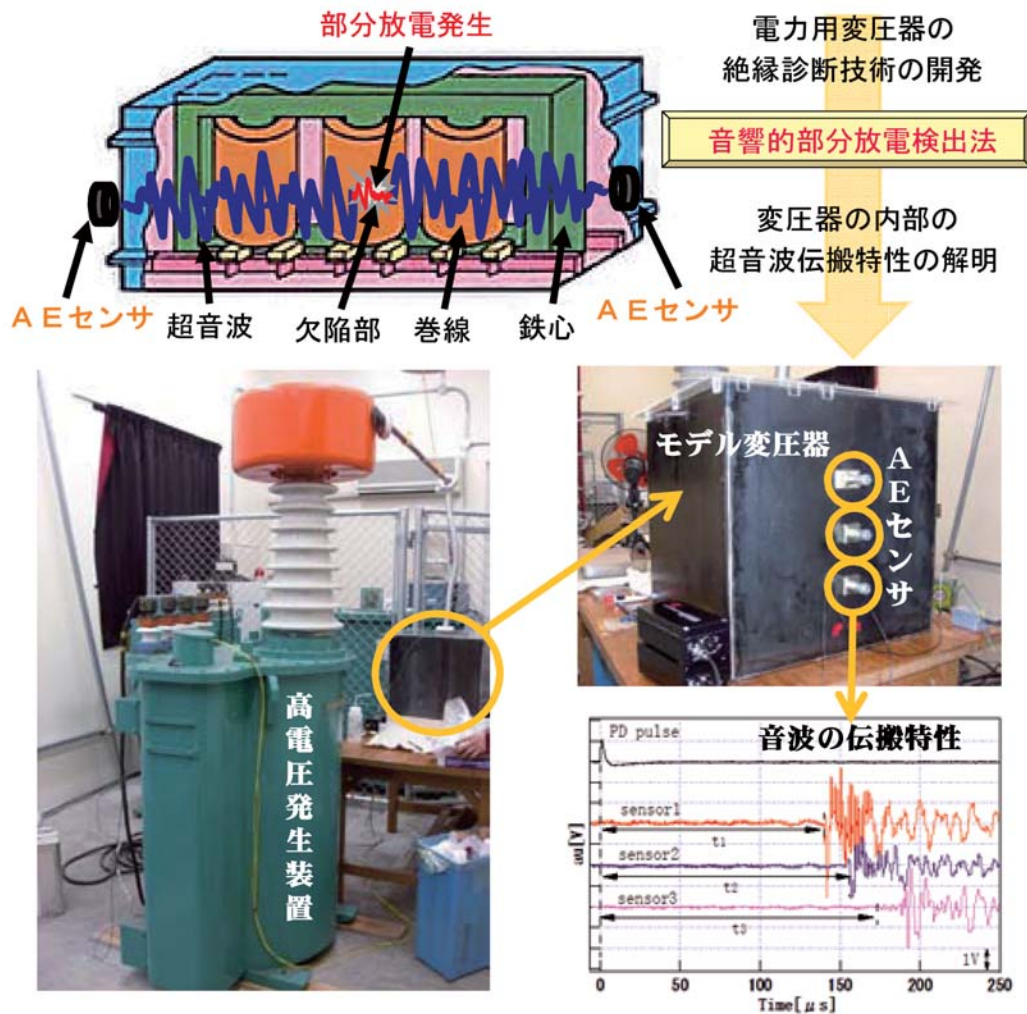 部分放電発生
ＡＥセンサ
超音波
欠陥部
巻線
鉄心
ＡＥセンサ
電力用変圧器の
絶縁診断技術の開発
音響的部分放電検出法
変圧器の内部の
超音波伝搬特性の解明
高電圧発生装置
モデル変圧器
ＡＥセンサ
音波の伝搬特性
PD pulse
sensor1
t1
sensor2
t2
sensor3
t3
au[V]
1V
0 50 100 150 200 250
Time[μs]